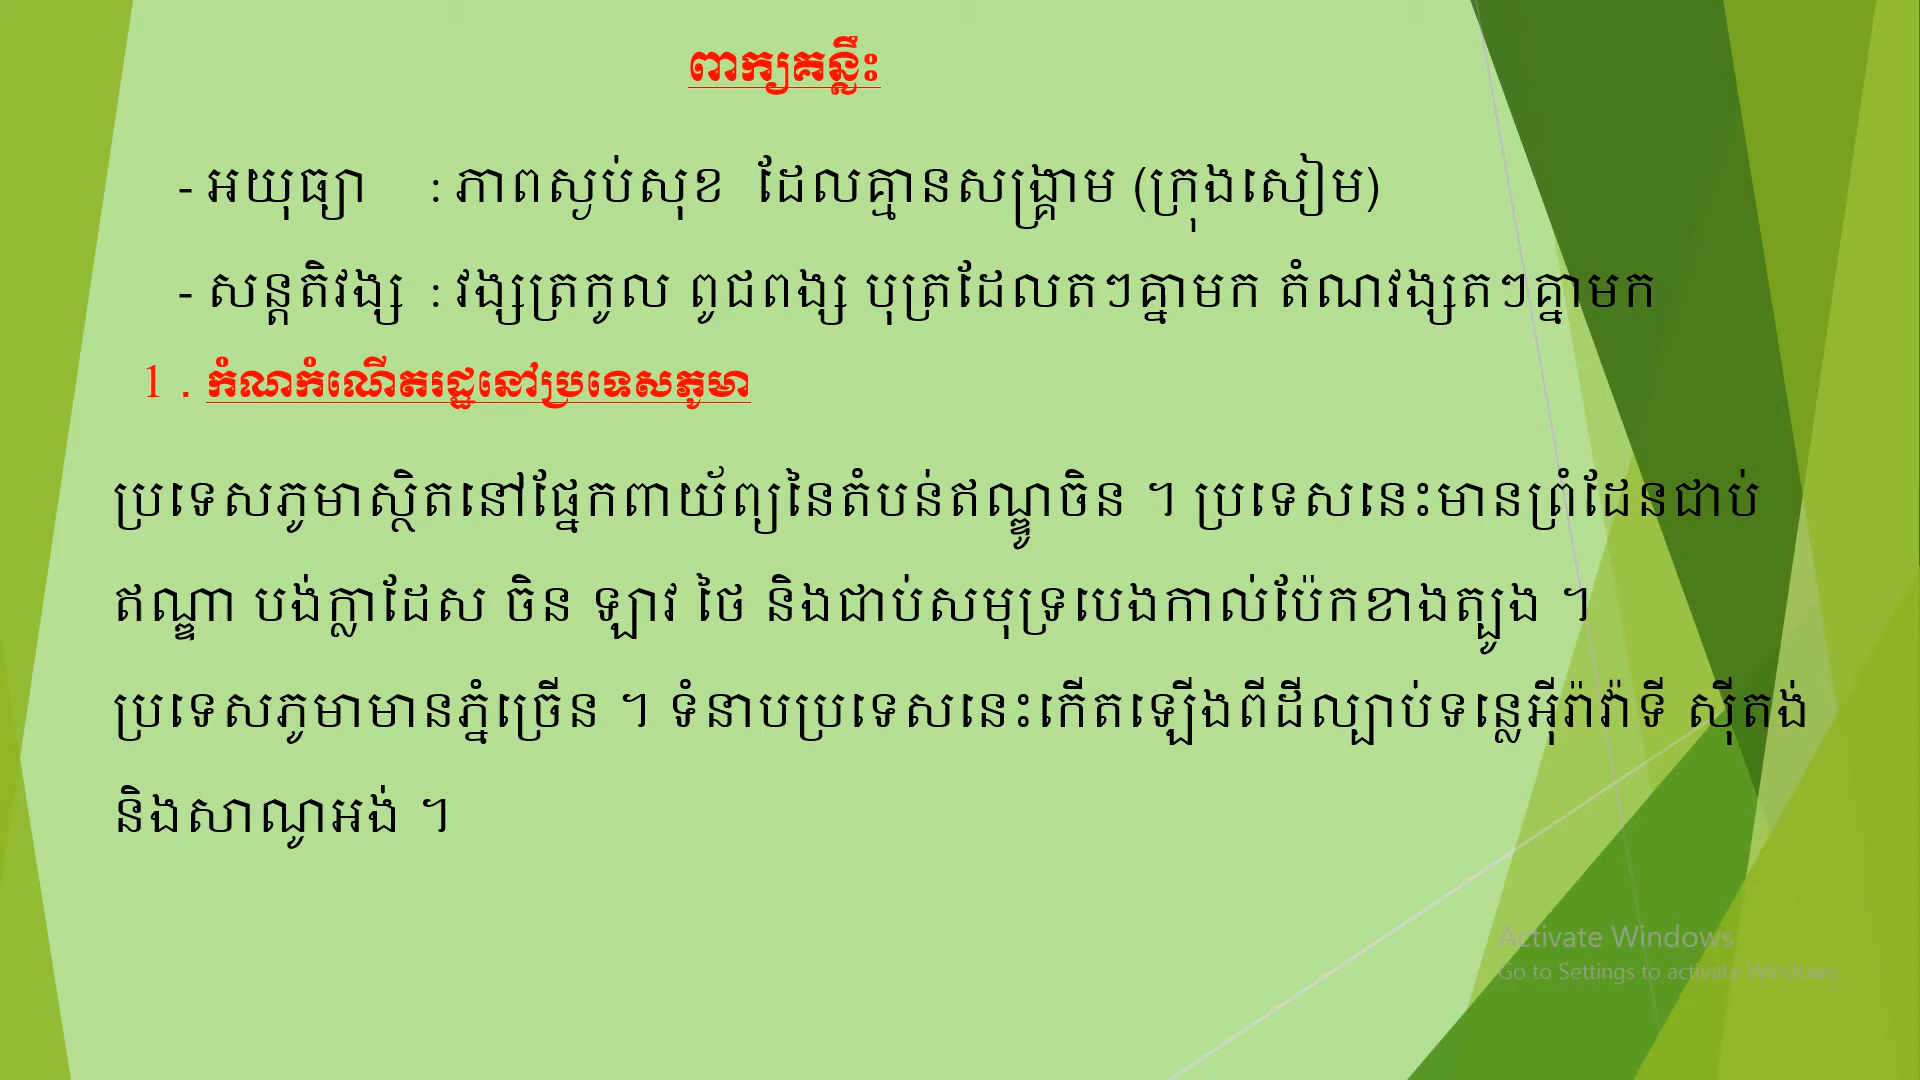 ពាក្យគន្លឹះ
- អយុធ្យា : ភាពស្ងប់សុខ ដែលគ្មានសង្គ្រាម (ក្រុងសៀម)
- សន្តតិវង្ស : វង្សត្រកូល ពូជពង្ស បុត្រដែលតៗគ្នាមក តំណវង្សតៗគ្នាមក
1 . កំណកំណើតរដ្ឋនៅប្រទេសភូមា
ប្រទេសភូមាស្ថិតនៅផ្នែកពាយ័ព្យនៃតំបន់ឥណ្ឌូចិន ។ ប្រទេសនេះមានព្រំដែនជាប់
ឥណ្ឌា បង់ក្លាដែស ចិន ឡាវ ថៃ និងជាប់សមុទ្របេងកាល់ប៉ែកខាងត្បូង ។
ប្រទេសភូមាមានភ្នំច្រើន ។ ទំនាបប្រទេសនេះកើតឡើងពីដីល្បាប់ទន្លេអ៊ីរ៉ាវ៉ាទី ស៊ីតង់
និងសាណូអង់ ។
Activate Windows
Go to Settings to activate Windows.